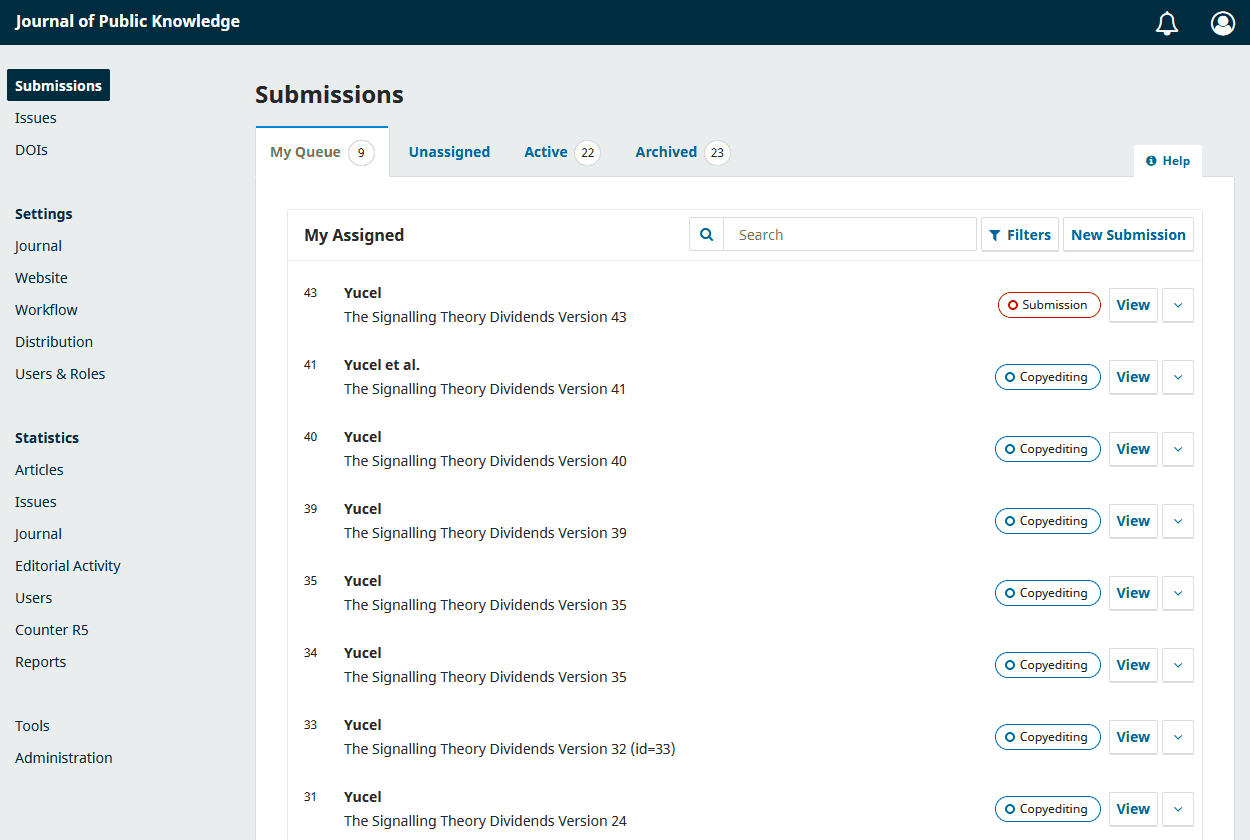 Journal of Public Knowledge
Submissions
Issues
DOIs
Settings
Journal
Website
Workflow
Distribution
Users & Roles
Statistics
Articles
Issues
Journal
Editorial Activity
Users
Counter R5
Reports
Tools
Administration
Submissions
My Queue 9 Unassigned Active 22 Archived 23
Help
My Assigned Search Filters New Submission
43 Yucel
The Signalling Theory Dividends Version 43
Submission View
41 Yucel et al.
The Signalling Theory Dividends Version 41
Copyediting View
40 Yucel
The Signalling Theory Dividends Version 40
Copyediting View
39 Yucel
The Signalling Theory Dividends Version 39
Copyediting View
35 Yucel
The Signalling Theory Dividends Version 35
Copyediting View
34 Yucel
The Signalling Theory Dividends Version 35
Copyediting View
33 Yucel
The Signalling Theory Dividends Version 32 (id=33)
Copyediting View
31 Yucel
The Signalling Theory Dividends Version 24
Copyediting View